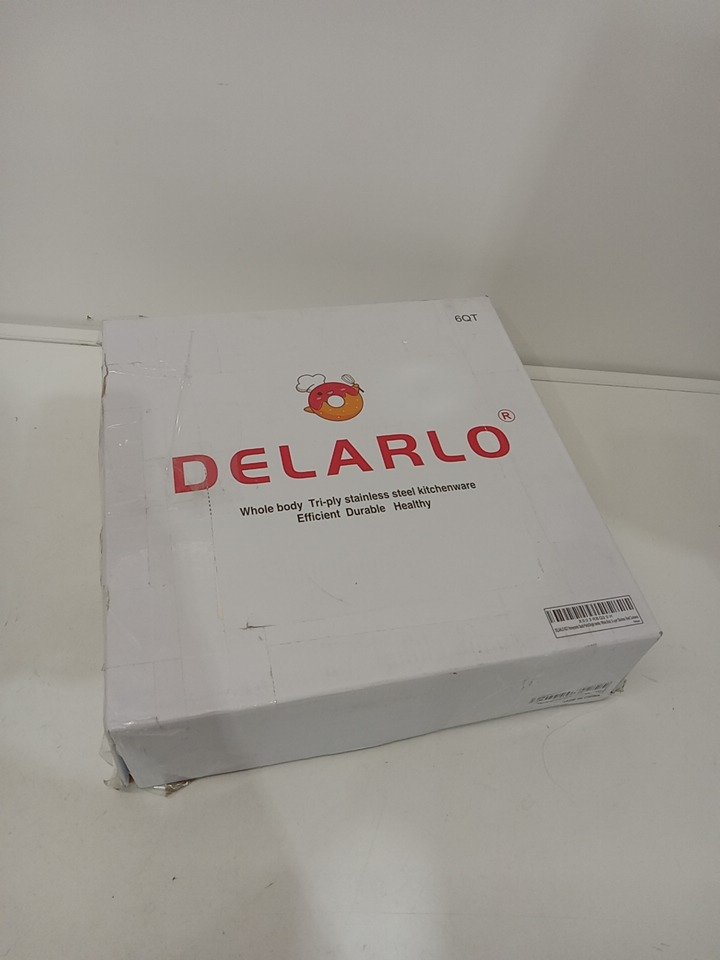 6QT
DELARLO®
Whole body Tri-ply stainless steel kitchenware
Efficient Durable Healthy